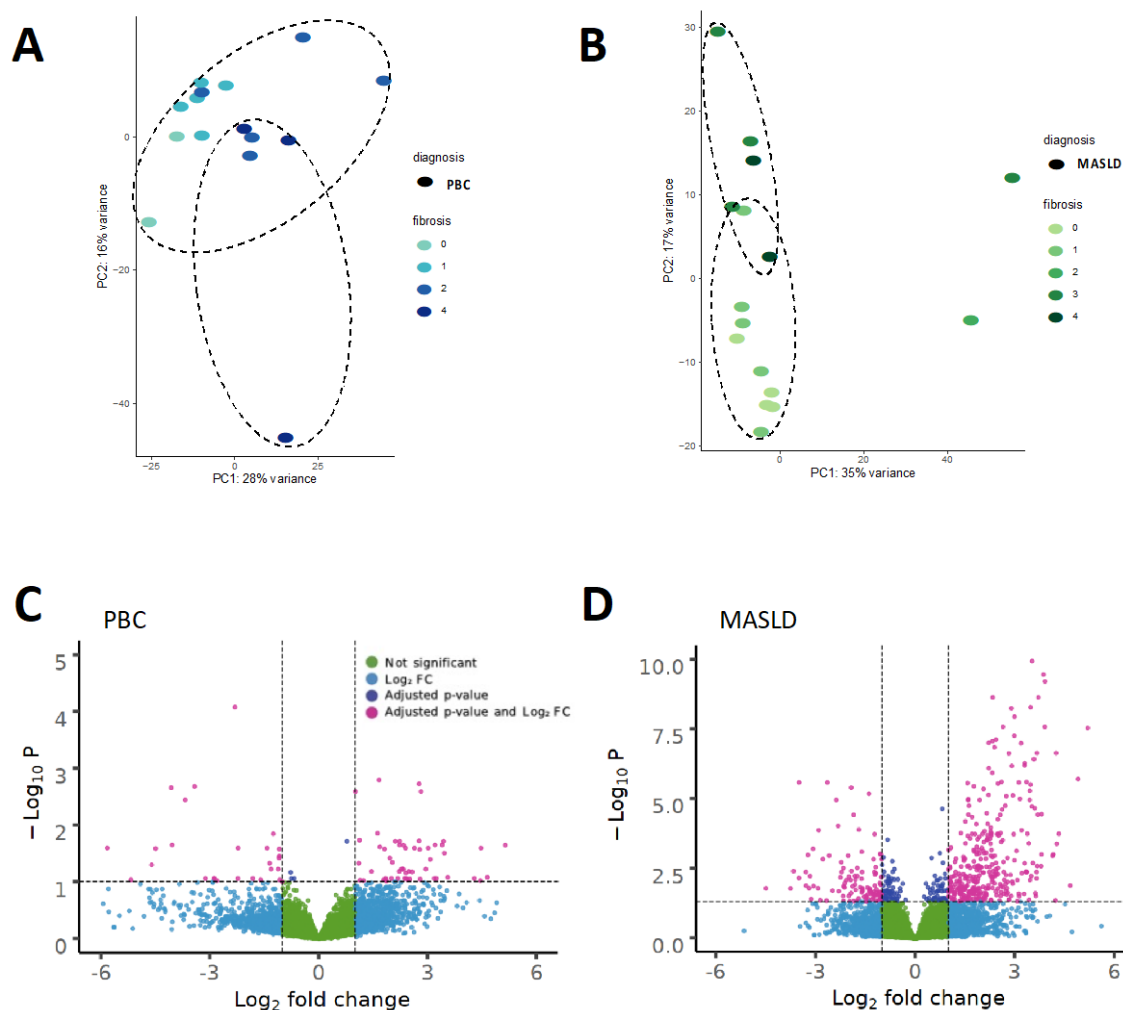 A
0
−20
−40
−25
0
25
PC2: 16% variance
PC1: 28% variance
diagnosis
PBC
fibrosis
0
1
2
4
B
30
20
10
0
−10
−20
0
20
40
PC2: 17% variance
PC1: 35% variance
diagnosis
MASLD
fibrosis
0
1
2
3
4
C
PBC
5
4
3
2
1
0
-6
-3
0
3
6
− Log10 P
Log2 fold change
Not significant
Log₂ FC
Adjusted p-value
Adjusted p-value and Log₂ FC
D
MASLD
10.0
7.5
5.0
2.5
0.0
-6
-3
0
3
6
− Log10 P
Log2 fold change